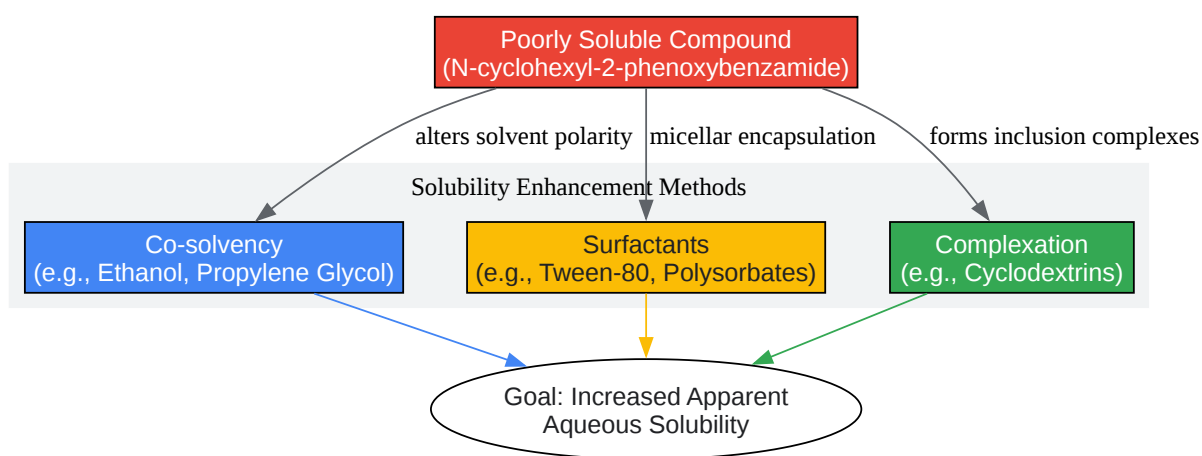 Poorly Soluble Compound
(N-cyclohexyl-2-phenoxybenzamide)
alters solvent polarity
micellar encapsulation
forms inclusion complexes
Solubility Enhancement Methods
Co-solvency
(e.g., Ethanol, Propylene Glycol)
Surfactants
(e.g., Tween-80, Polysorbates)
Complexation
(e.g., Cyclodextrins)
Goal: Increased Apparent
Aqueous Solubility